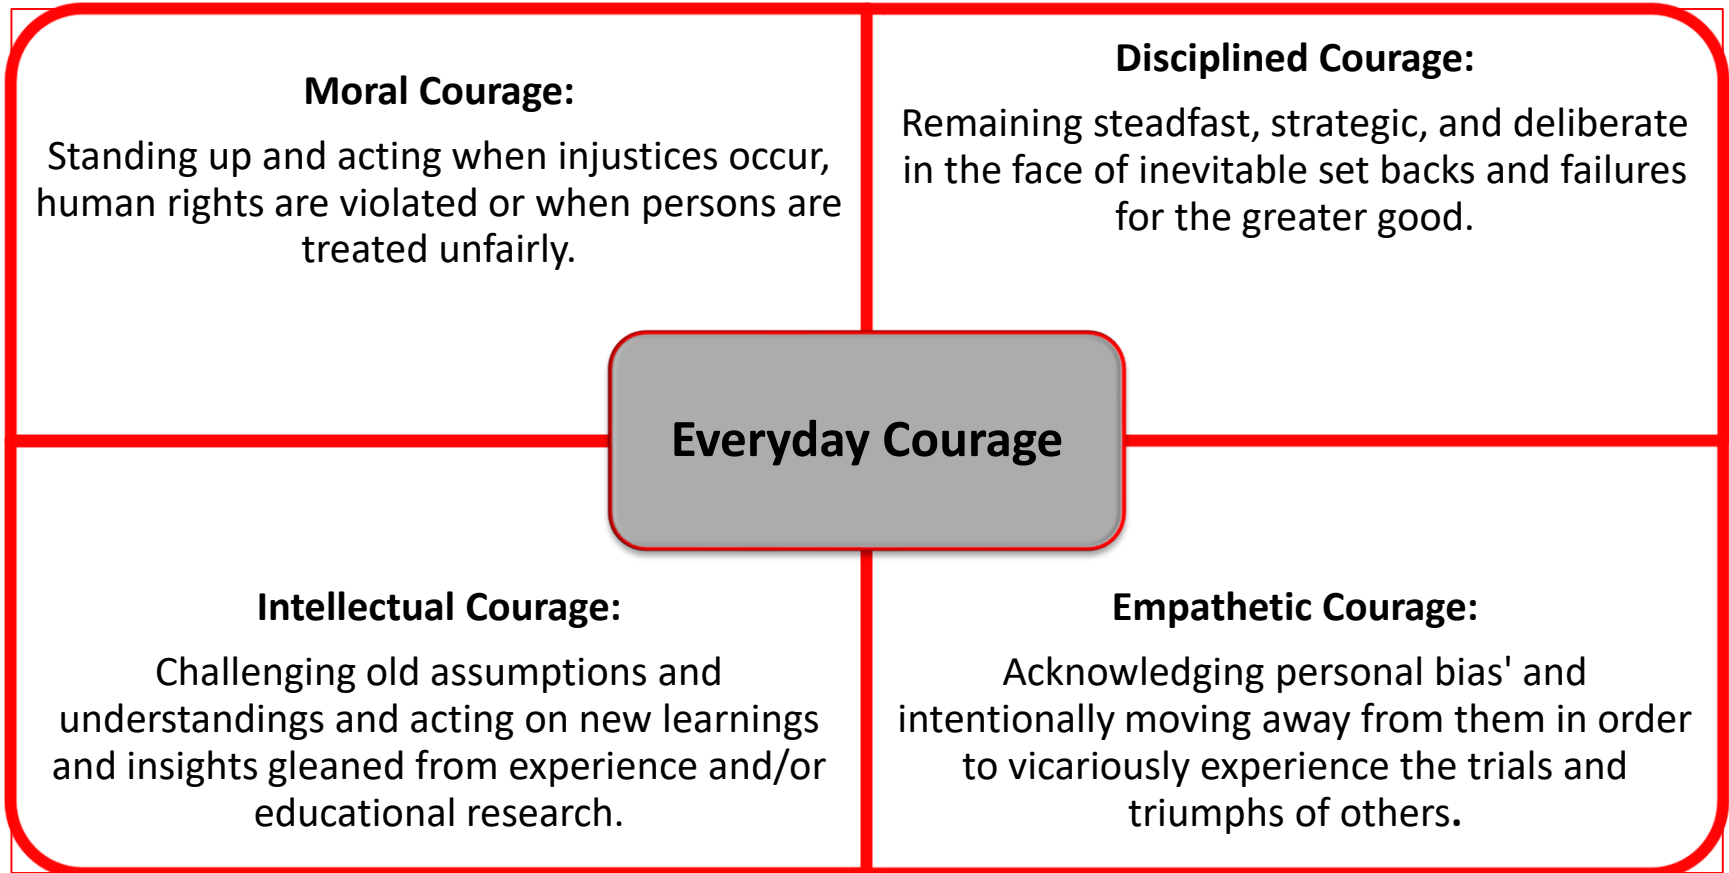 Moral Courage:
Standing up and acting when injustices occur,
human rights are violated or when persons are
treated unfairly.
Disciplined Courage:
Remaining steadfast, strategic, and deliberate
in the face of inevitable set backs and failures
for the greater good.
Everyday Courage
Intellectual Courage:
Challenging old assumptions and
understandings and acting on new learnings
and insights gleaned from experience and/or
educational research.
Empathetic Courage:
Acknowledging personal bias' and
intentionally moving away from them in order
to vicariously experience the trials and
triumphs of others.